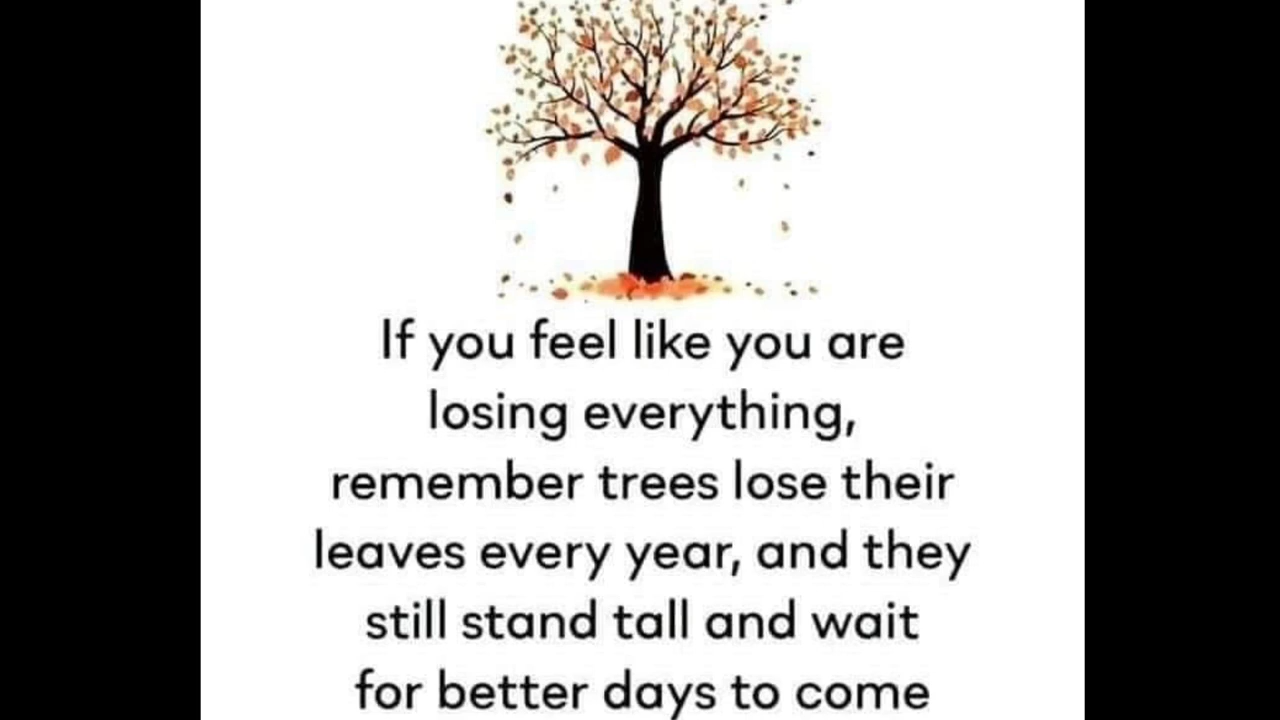 If you feel like you are
losing everything,
remember trees lose their
leaves every year, and they
still stand tall and wait
for better days to come